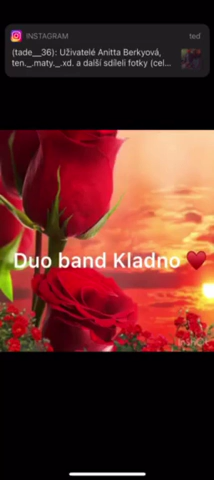 INSTAGRAM
teď
(tade__36): Uživatelé Anitta Berkyová,
ten._.maty._.xd. a další sdíleli fotky (cel...
Duo band Kladno ♥